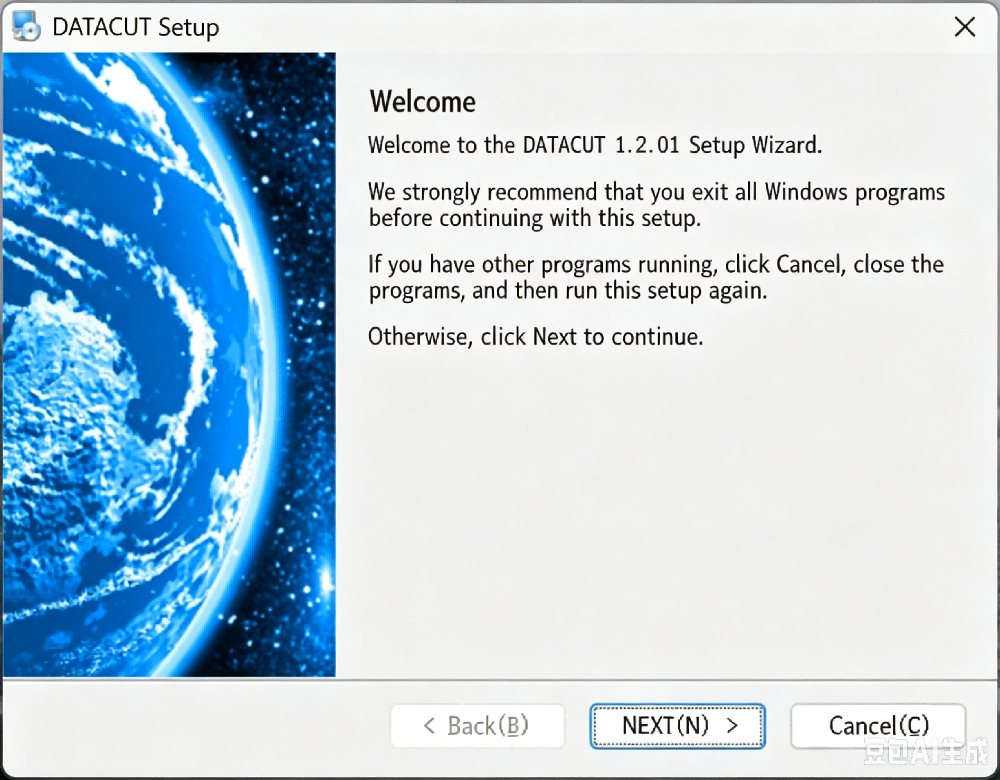 DATACUT Setup
Welcome
Welcome to the DATACUT 1.2.01 Setup Wizard.
We strongly recommend that you exit all Windows programs
before continuing with this setup.
If you have other programs running, click Cancel, close the
programs, and then run this setup again.
Otherwise, click Next to continue.
< Back(B)
NEXT(N) >
Cancel(C)
豆包AI生成